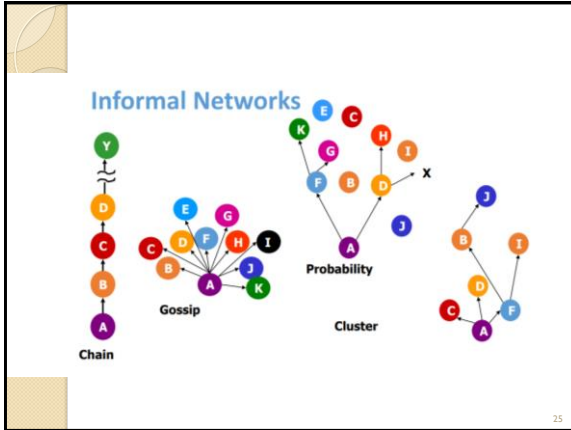 Informal Networks
Y
D
C
B
A
Chain
E
G
D
F
H
I
C
B
J
A
K
Gossip
E
C
K
H
G
I
F
B
D
X
J
A
Probability
J
B
I
D
C
F
A
Cluster
25